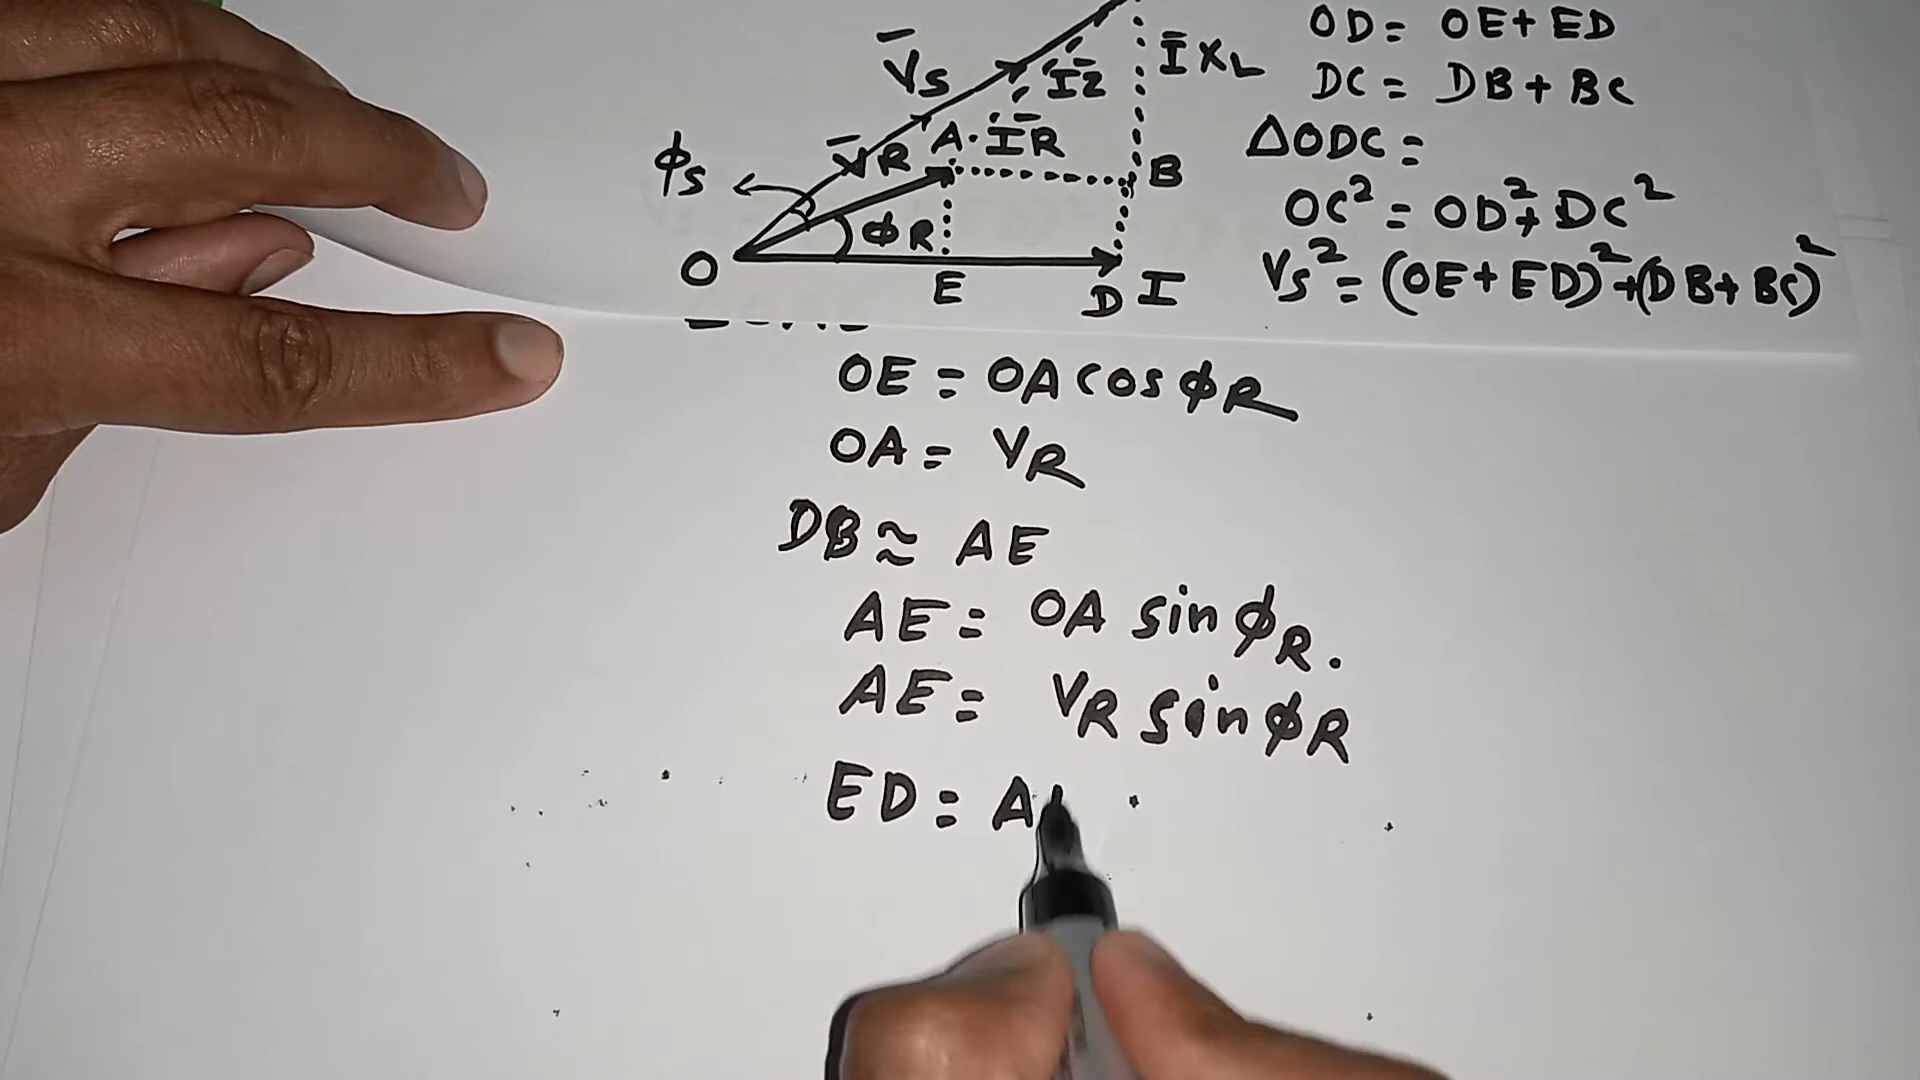 OD = OE + ED
V̄s
ĪZ
ĪXL
DC = DB + BC
V̄R
A
ĪR
ΔODC =
ϕs
B
OC² = OD² + DC²
ϕR
Vs² = (OE + ED)² + (DB + BC)²
O
E
D
I
OE = OA cos ϕR
OA = VR
DB ≈ AE
AE = OA sin ϕR.
AE = VR sin ϕR
ED = A